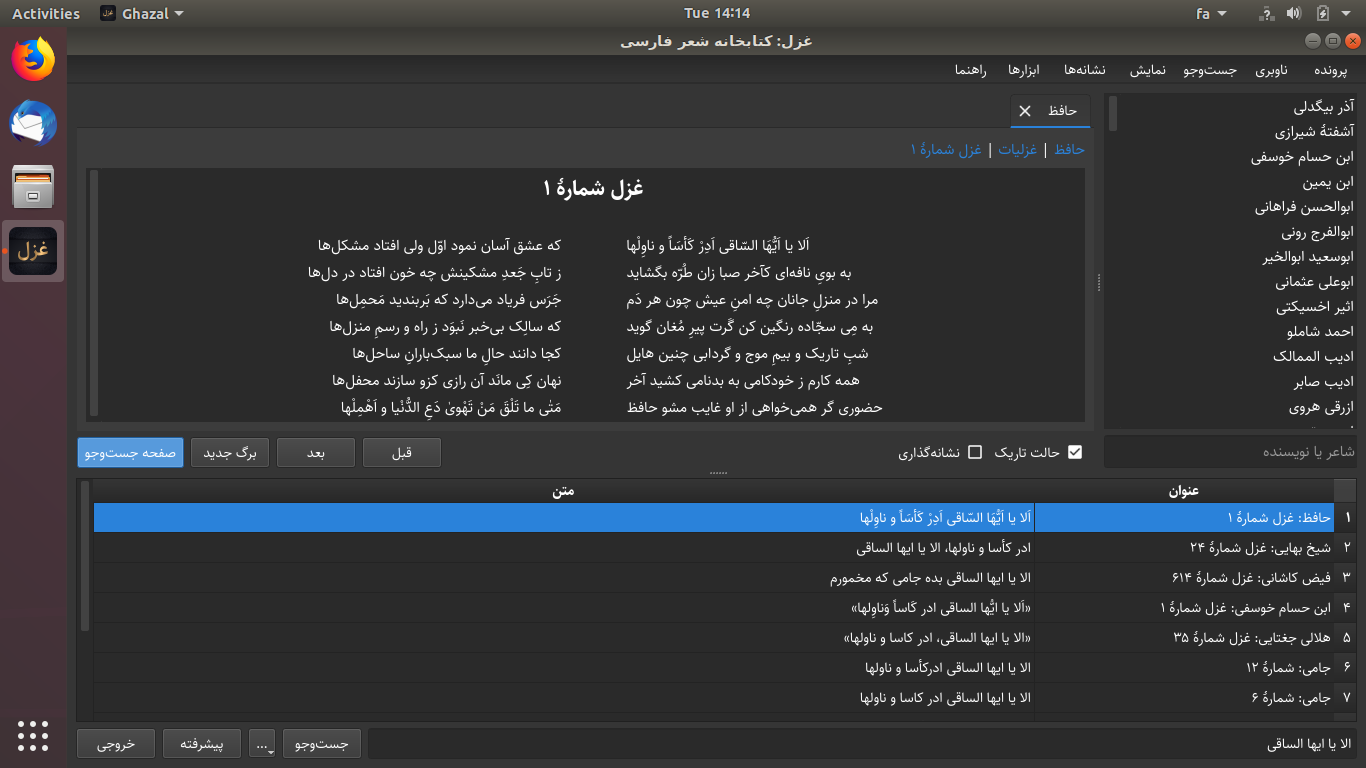 Activities
Ghazal
Tue 14:14
fa
غزل: کتابخانه شعر فارسی
پرونده
ناوبری
جست‌وجو
نمایش
نشانه‌ها
ابزارها
راهنما
آذر بیگدلی
آشفتهٔ شیرازی
ابن حسام خوسفی
ابن یمین
ابوالحسن فراهانی
ابوالفرج رونی
ابوسعید ابوالخیر
ابوعلی عثمانی
اثیر اخسیکتی
احمد شاملو
ادیب الممالک
ادیب صابر
ازرقی هروی
شاعر یا نویسنده
حافظ
حافظ | غزلیات | غزل شمارهٔ ۱
غزل شمارهٔ ۱
اَلا یا اَیُّهَا السّاقی اَدِرْ کَأسَاً و ناوِلْها که عشق آسان نمود اوّل ولی افتاد مشکل‌ها
به بویِ نافه‌ای کآخر صبا زان طُرّه بگشاید ز تابِ جَعدِ مشکینش چه خون افتاد در دل‌ها
مرا در منزلِ جانان چه امنِ عیش چون هر دَم جَرَس فریاد می‌دارد که بَربندید مَحمِل‌ها
به مِی سجّاده رنگین کن گَرت پیرِ مُغان گوید که سالِک بی‌خبر نَبوَد ز راه و رسمِ منزل‌ها
شبِ تاریک و بیمِ موج و گردابی چنین هایل کجا دانند حالِ ما سبک‌بارانِ ساحل‌ها
همه کارم ز خودکامی به بدنامی کشید آخر نهان کِی مانَد آن رازی کزو سازند محفل‌ها
حضوری گر همی‌خواهی از او غایب مشو حافظ مَتٰی ما تَلْقَ مَنْ تَهْویٰ دَعِ الدُّنْیا و اَهْمِلْها
حالت تاریک
نشانه‌گذاری
قبل
بعد
برگ جدید
صفحه جست‌وجو
عنوان متن
۱ حافظ: غزل شمارهٔ ۱ اَلا یا اَیُّهَا السّاقی اَدِرْ کَأسَاً و ناوِلْها
۲ شیخ بهایی: غزل شمارهٔ ۲۴ ادر کأسا و ناولها، الا یا ایها الساقی
۳ فیض کاشانی: غزل شمارهٔ ۶۱۴ الا یا ایها الساقی بده جامی که مخمورم
۴ ابن حسام خوسفی: غزل شمارهٔ ۱ «اَلا یا ایُّها الساقی ادر کَاساً وَناوِلها»
۵ هلالی جغتایی: غزل شمارهٔ ۳۵ «الا یا ایها الساقی، ادر کاسا و ناولها»
۶ جامی: شمارهٔ ۱۲ الا یا ایها الساقی ادرکأسا و ناولها
۷ جامی: شمارهٔ ۶ الا یا ایها الساقی ادر کاسا و ناولها
الا یا ایها الساقی
جست‌وجو
...
پیشرفته
خروجی
غزل